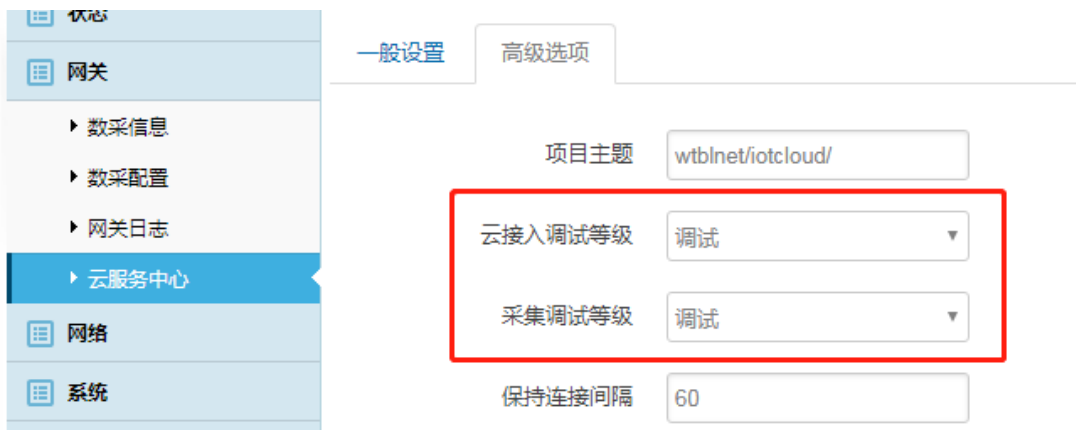 状态
网关
数采信息
数采配置
网关日志
云服务中心
网络
系统
一般设置
高级选项
项目主题
wtblnet/iotcloud/
云接入调试等级
调试
采集调试等级
调试
保持连接间隔
60